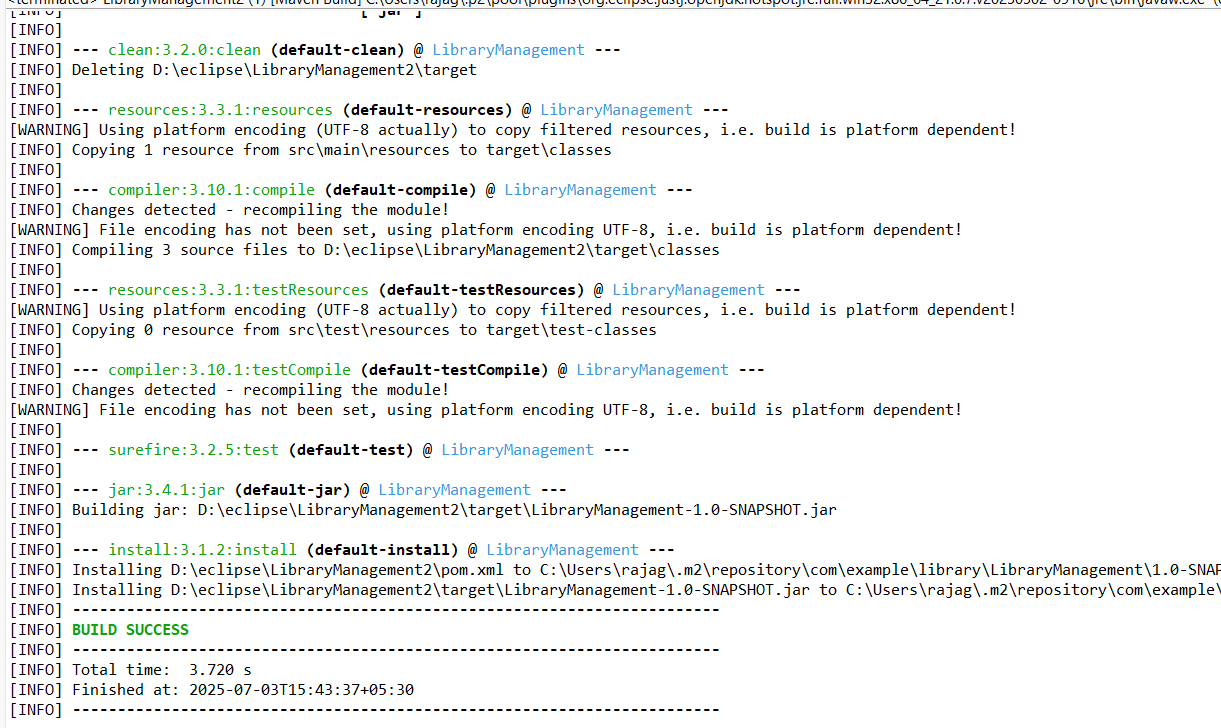 <terminated> LibraryManagement2 (1) [Maven Build]
[INFO] [ jar ]
[INFO]
[INFO] --- clean:3.2.0:clean (default-clean) @ LibraryManagement ---
[INFO] Deleting D:\eclipse\LibraryManagement2\target
[INFO]
[INFO] --- resources:3.3.1:resources (default-resources) @ LibraryManagement ---
[WARNING] Using platform encoding (UTF-8 actually) to copy filtered resources, i.e. build is platform dependent!
[INFO] Copying 1 resource from src\main\resources to target\classes
[INFO]
[INFO] --- compiler:3.10.1:compile (default-compile) @ LibraryManagement ---
[INFO] Changes detected - recompiling the module!
[WARNING] File encoding has not been set, using platform encoding UTF-8, i.e. build is platform dependent!
[INFO] Compiling 3 source files to D:\eclipse\LibraryManagement2\target\classes
[INFO]
[INFO] --- resources:3.3.1:testResources (default-testResources) @ LibraryManagement ---
[WARNING] Using platform encoding (UTF-8 actually) to copy filtered resources, i.e. build is platform dependent!
[INFO] Copying 0 resource from src\test\resources to target\test-classes
[INFO]
[INFO] --- compiler:3.10.1:testCompile (default-testCompile) @ LibraryManagement ---
[INFO] Changes detected - recompiling the module!
[WARNING] File encoding has not been set, using platform encoding UTF-8, i.e. build is platform dependent!
[INFO]
[INFO] --- surefire:3.2.5:test (default-test) @ LibraryManagement ---
[INFO]
[INFO] --- jar:3.4.1:jar (default-jar) @ LibraryManagement ---
[INFO] Building jar: D:\eclipse\LibraryManagement2\target\LibraryManagement-1.0-SNAPSHOT.jar
[INFO]
[INFO] --- install:3.1.2:install (default-install) @ LibraryManagement ---
[INFO] Installing D:\eclipse\LibraryManagement2\pom.xml to C:\Users\rajag\.m2\repository\com\example\library\LibraryManagement\1.0-SNAP
[INFO] Installing D:\eclipse\LibraryManagement2\target\LibraryManagement-1.0-SNAPSHOT.jar to C:\Users\rajag\.m2\repository\com\example\
[INFO] ------------------------------------------------------------------------
[INFO] BUILD SUCCESS
[INFO] ------------------------------------------------------------------------
[INFO] Total time:  3.720 s
[INFO] Finished at: 2025-07-03T15:43:37+05:30
[INFO] ------------------------------------------------------------------------